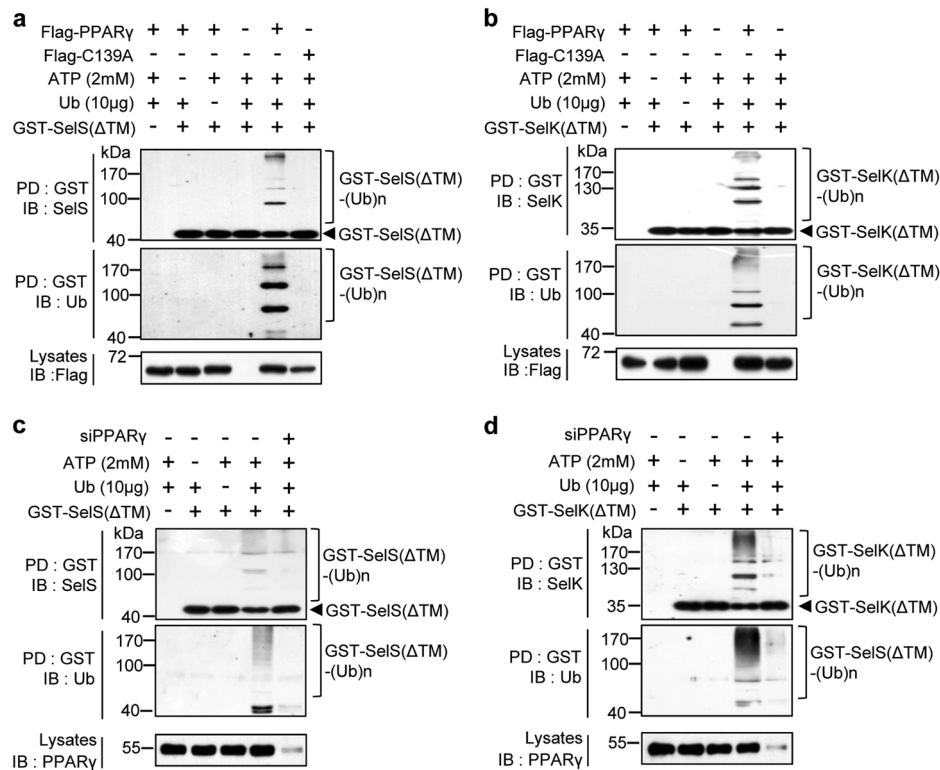 a
Flag-PPARγ + + + - + -
Flag-C139A - - - - - +
ATP (2mM) + - + + + +
Ub (10μg) + + - + + +
GST-SelS(ΔTM) - + + + + +
kDa
PD : GST
IB : SelS
170
100
40
GST-SelS(ΔTM)
-(Ub)n
GST-SelS(ΔTM)
PD : GST
IB : Ub
170
100
40
GST-SelS(ΔTM)
-(Ub)n
Lysates
IB :Flag
72
b
Flag-PPARγ + + + - + -
Flag-C139A - - - - - +
ATP (2mM) + - + + + +
Ub (10μg) + + - + + +
GST-SelK(ΔTM) - + + + + +
kDa
PD : GST
IB : SelK
170
130
35
GST-SelK(ΔTM)
-(Ub)n
GST-SelK(ΔTM)
PD : GST
IB : Ub
170
100
40
GST-SelK(ΔTM)
-(Ub)n
Lysates
IB :Flag
72
c
siPPARγ - - - - +
ATP (2mM) + - + + +
Ub (10μg) + + - + +
GST-SelS(ΔTM) - + + + +
kDa
PD : GST
IB : SelS
170
100
40
GST-SelS(ΔTM)
-(Ub)n
GST-SelS(ΔTM)
PD : GST
IB : Ub
170
100
40
GST-SelS(ΔTM)
-(Ub)n
Lysates
IB : PPARγ
55
d
siPPARγ - - - - +
ATP (2mM) + - + + +
Ub (10μg) + + - + +
GST-SelK(ΔTM) - + + + +
kDa
PD : GST
IB : SelK
170
130
35
GST-SelK(ΔTM)
-(Ub)n
GST-SelK(ΔTM)
PD : GST
IB : Ub
170
100
40
GST-SelS(ΔTM)
-(Ub)n
Lysates
IB : PPARγ
55